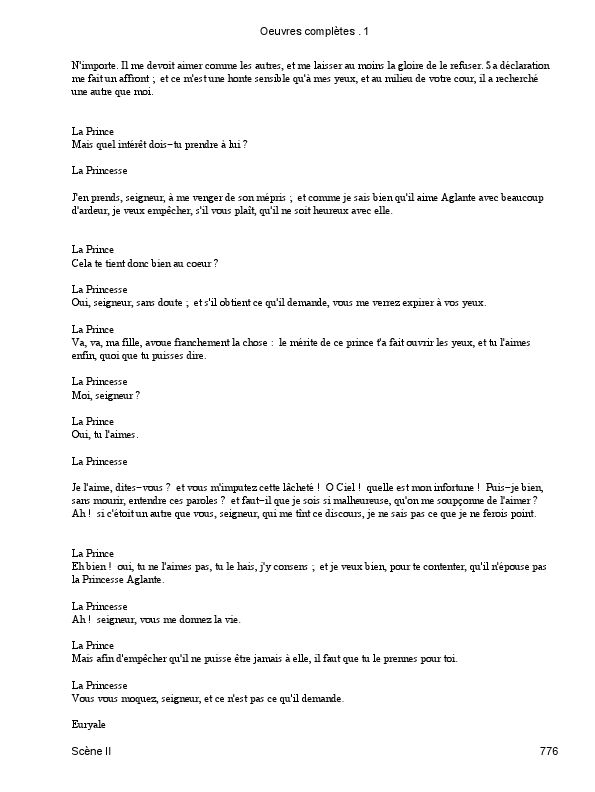 Oeuvres complètes . 1
N'importe. Il me devoit aimer comme les autres, et me laisser au moins la gloire de le refuser. Sa déclaration
me fait un affront ; et ce m'est une honte sensible qu'à mes yeux, et au milieu de votre cour, il a recherché
une autre que moi.
La Prince
Mais quel intérêt dois-tu prendre à lui ?
La Princesse
J'en prends, seigneur, à me venger de son mépris ; et comme je sais bien qu'il aime Aglante avec beaucoup
d'ardeur, je veux empêcher, s'il vous plaît, qu'il ne soit heureux avec elle.
La Prince
Cela te tient donc bien au coeur ?
La Princesse
Oui, seigneur, sans doute ; et s'il obtient ce qu'il demande, vous me verrez expirer à vos yeux.
La Prince
Va, va, ma fille, avoue franchement la chose : le mérite de ce prince t'a fait ouvrir les yeux, et tu l'aimes
enfin, quoi que tu puisses dire.
La Princesse
Moi, seigneur ?
La Prince
Oui, tu l'aimes.
La Princesse
Je l'aime, dites-vous ? et vous m'imputez cette lâcheté ! O Ciel ! quelle est mon infortune ! Puis-je bien,
sans mourir, entendre ces paroles ? et faut-il que je sois si malheureuse, qu'on me soupçonne de l'aimer ?
Ah ! si c'étoit un autre que vous, seigneur, qui me tînt ce discours, je ne sais pas ce que je ne ferois point.
La Prince
Eh bien ! oui, tu ne l'aimes pas, tu le hais, j'y consens ; et je veux bien, pour te contenter, qu'il n'épouse pas
la Princesse Aglante.
La Princesse
Ah ! seigneur, vous me donnez la vie.
La Prince
Mais afin d'empêcher qu'il ne puisse être jamais à elle, il faut que tu le prennes pour toi.
La Princesse
Vous vous moquez, seigneur, et ce n'est pas ce qu'il demande.
Euryale
Scène II 776